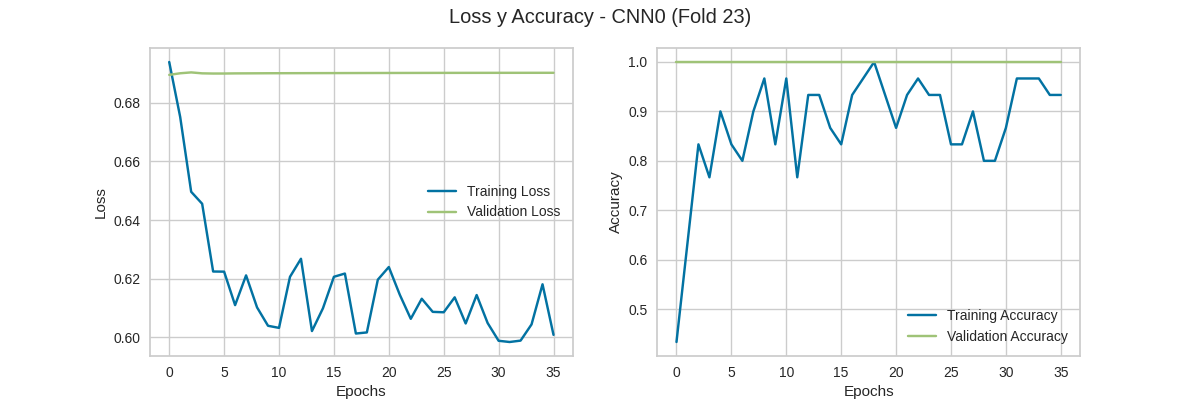 Loss y Accuracy - CNN0 (Fold 23)
Loss
0.68
0.66
0.64
0.62
0.60
Training Loss
Validation Loss
0 5 10 15 20 25 30 35
Epochs
Accuracy
1.0
0.9
0.8
0.7
0.6
0.5
Training Accuracy
Validation Accuracy
0 5 10 15 20 25 30 35
Epochs